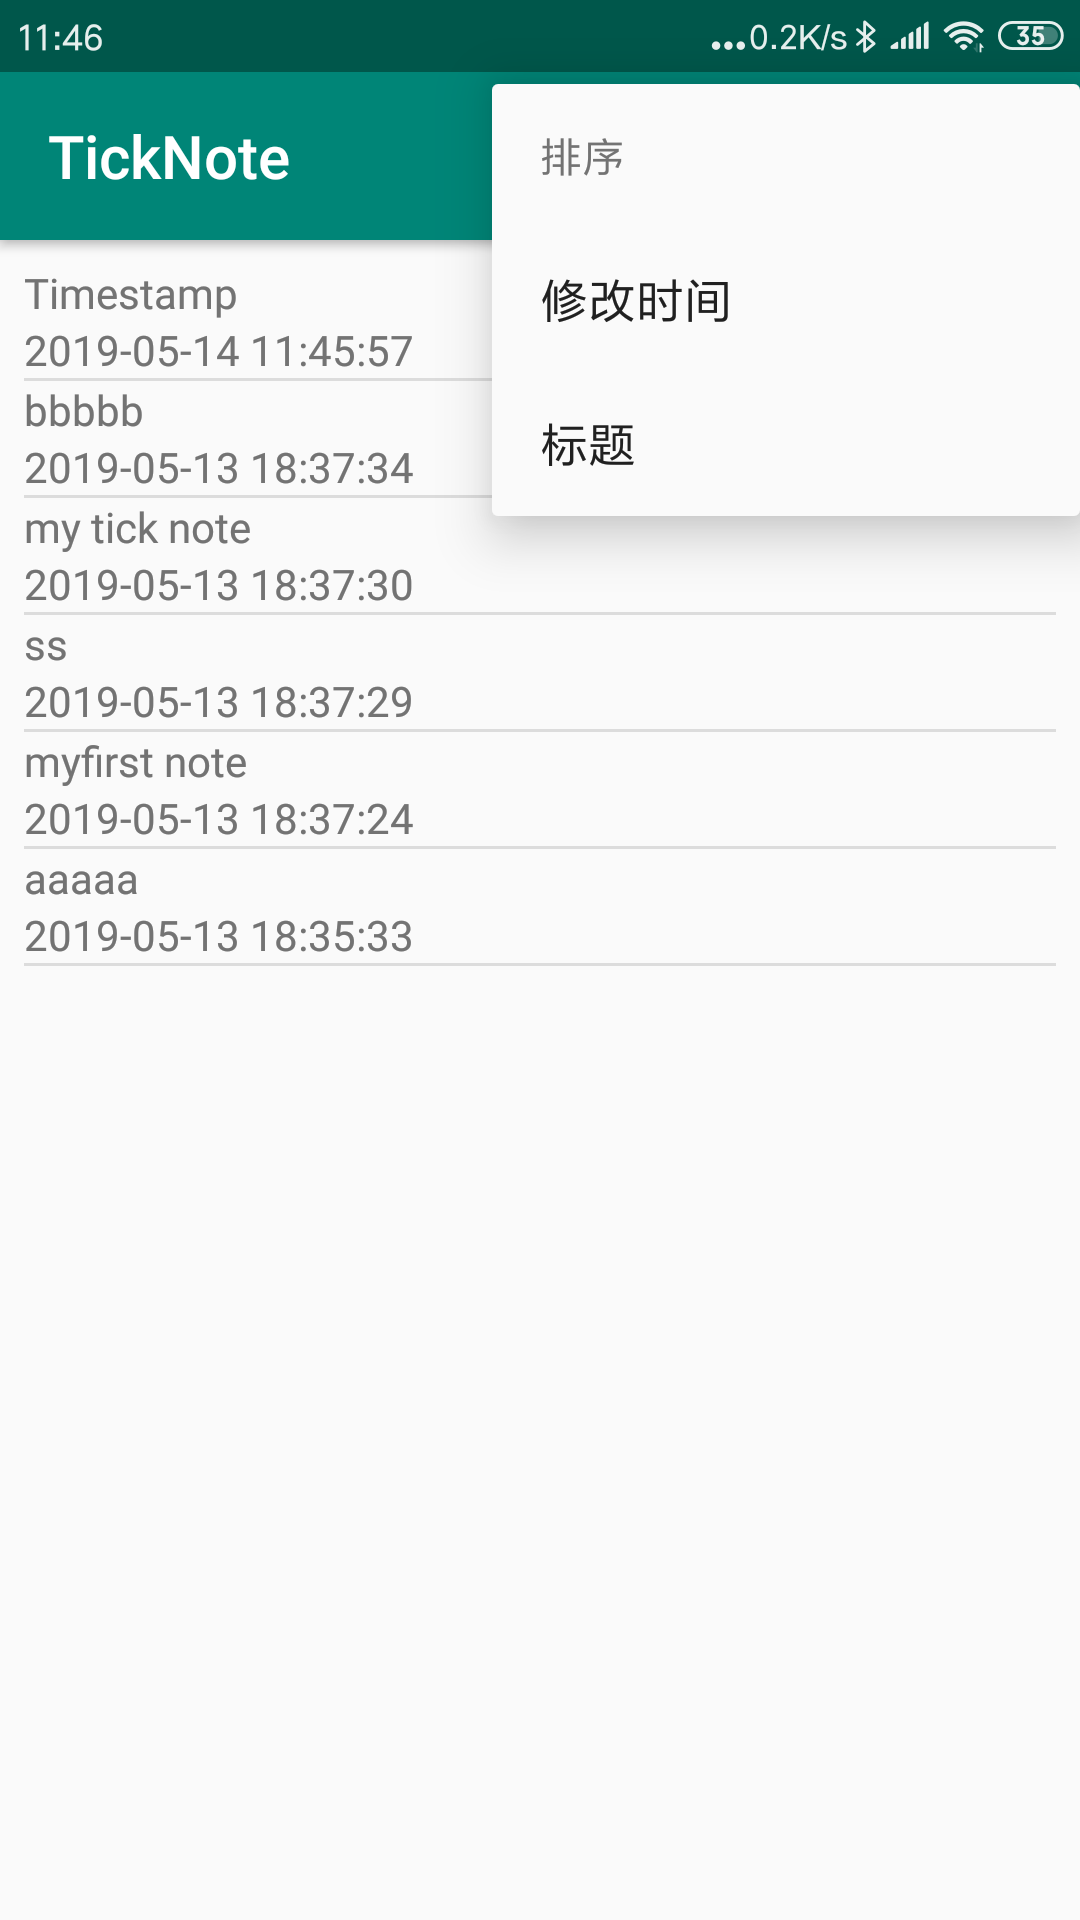 11:46
...0.2K/s 35
TickNote
排序
修改时间
标题
Timestamp
2019-05-14 11:45:57
bbbbb
2019-05-13 18:37:34
my tick note
2019-05-13 18:37:30
ss
2019-05-13 18:37:29
myfirst note
2019-05-13 18:37:24
aaaaa
2019-05-13 18:35:33